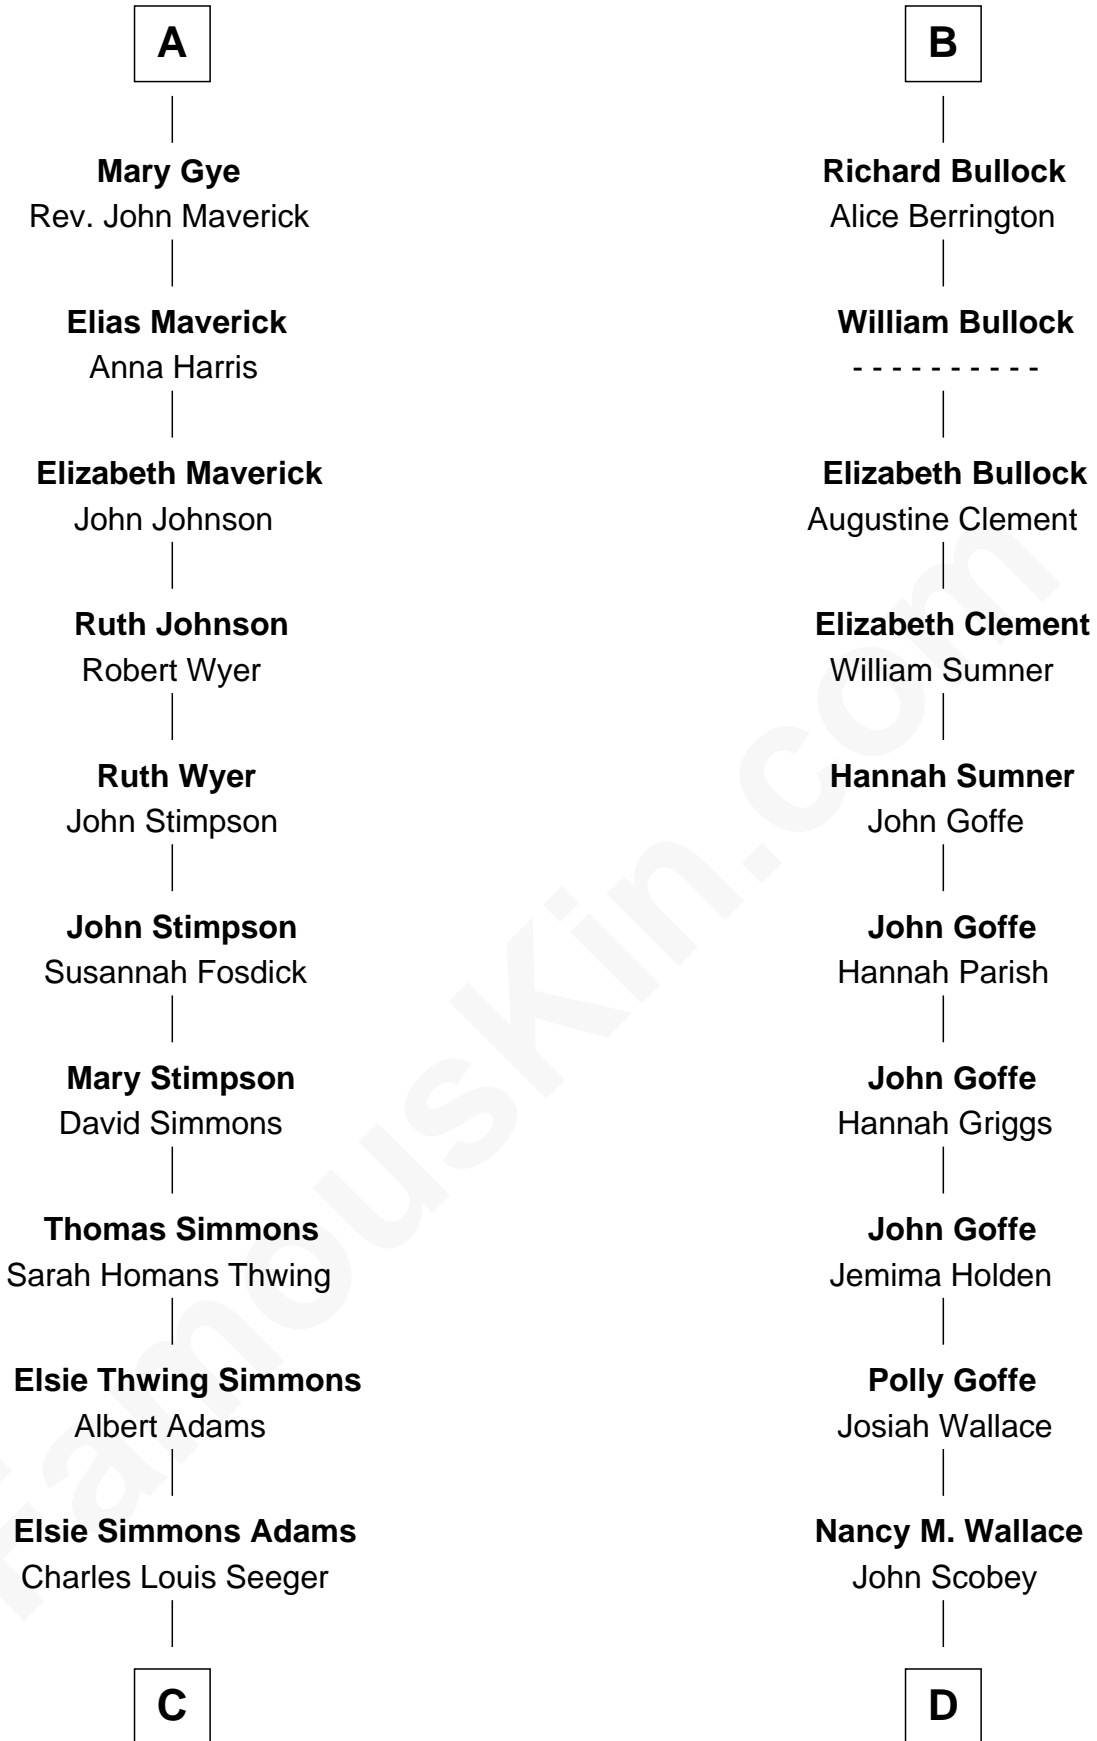 A
Mary Gye
Rev. John Maverick
Elias Maverick
Anna Harris
Elizabeth Maverick
John Johnson
Ruth Johnson
Robert Wyer
Ruth Wyer
John Stimpson
John Stimpson
Susannah Fosdick
Mary Stimpson
David Simmons
Thomas Simmons
Sarah Homans Thwing
Elsie Thwing Simmons
Albert Adams
Elsie Simmons Adams
Charles Louis Seeger
C
B
Richard Bullock
Alice Berrington
William Bullock
- - - - - - - - - -
Elizabeth Bullock
Augustine Clement
Elizabeth Clement
William Sumner
Hannah Sumner
John Goffe
John Goffe
Hannah Parish
John Goffe
Hannah Griggs
John Goffe
Jemima Holden
Polly Goffe
Josiah Wallace
Nancy M. Wallace
John Scobey
D
FamousKin.com